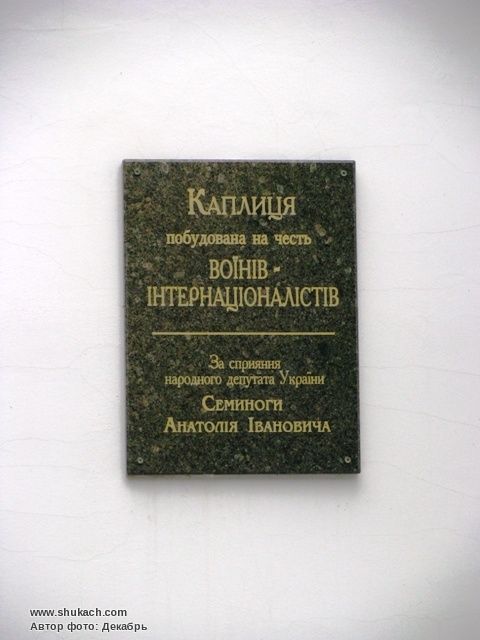 Каплиця
побудована на честь
ВОЇНІВ -
ІНТЕРНАЦІОНАЛІСТІВ
За сприяння
народного депутата України
Семиноги
Анатолія Івановича
www.shukach.com
Автор фото: Декабрь